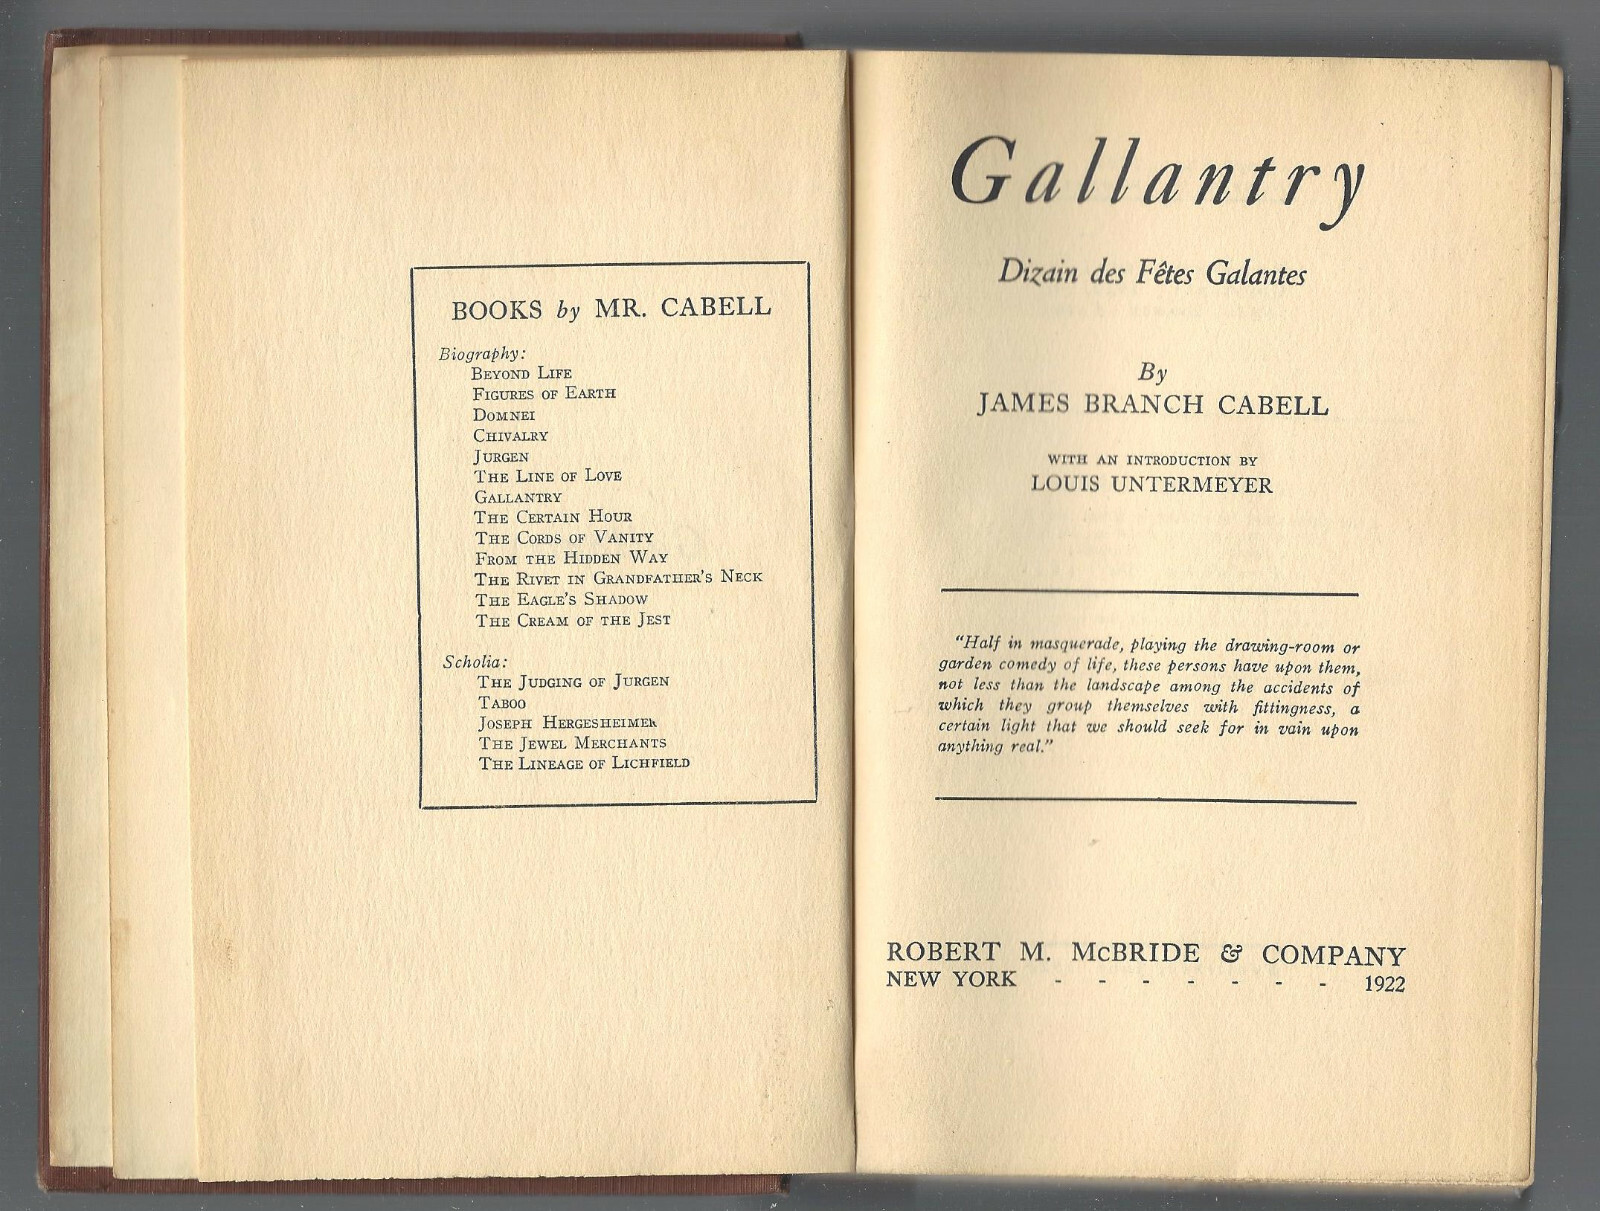 BOOKS by MR. CABELL
Biography:
BEYOND LIFE
FIGURES OF EARTH
DOMNEI
CHIVALRY
JURGEN
THE LINE OF LOVE
GALLANTRY
THE CERTAIN HOUR
THE CORDS OF VANITY
FROM THE HIDDEN WAY
THE RIVET IN GRANDFATHER'S NECK
THE EAGLE'S SHADOW
THE CREAM OF THE JEST
Scholia:
THE JUDGING OF JURGEN
TABOO
JOSEPH HERGESHEIMER
THE JEWEL MERCHANTS
THE LINEAGE OF LICHFIELD
Gallantry
Dizain des Fêtes Galantes
By
JAMES BRANCH CABELL
WITH AN INTRODUCTION BY
LOUIS UNTERMEYER
"Half in masquerade, playing the drawing-room or
garden comedy of life, these persons have upon them,
not less than the landscape among the accidents of
which they group themselves with fittingness, a
certain light that we should seek for in vain upon
anything real."
ROBERT M. McBRIDE & COMPANY
NEW YORK - - - - - - - 1922